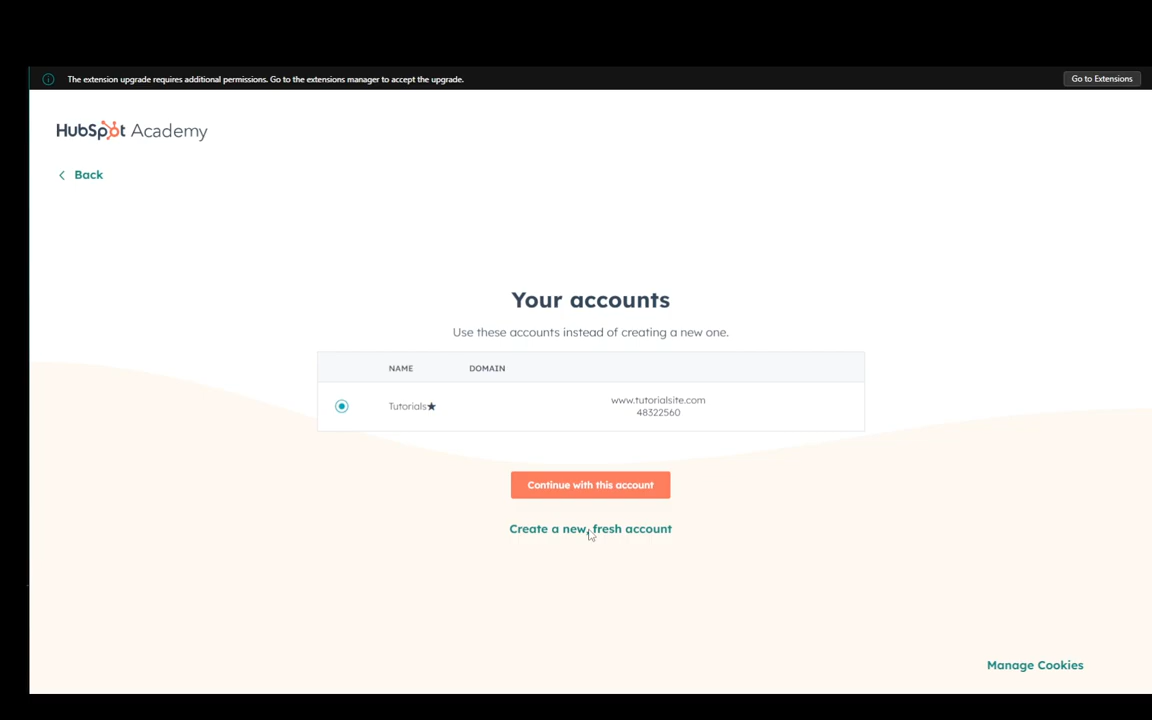 The extension upgrade requires additional permissions. Go to the extensions manager to accept the upgrade.
Go to Extensions
HubSpot Academy
Back
Your accounts
Use these accounts instead of creating a new one.
NAME DOMAIN
Tutorials★ www.tutorialsite.com
48322560
Continue with this account
Create a new, fresh account
Manage Cookies